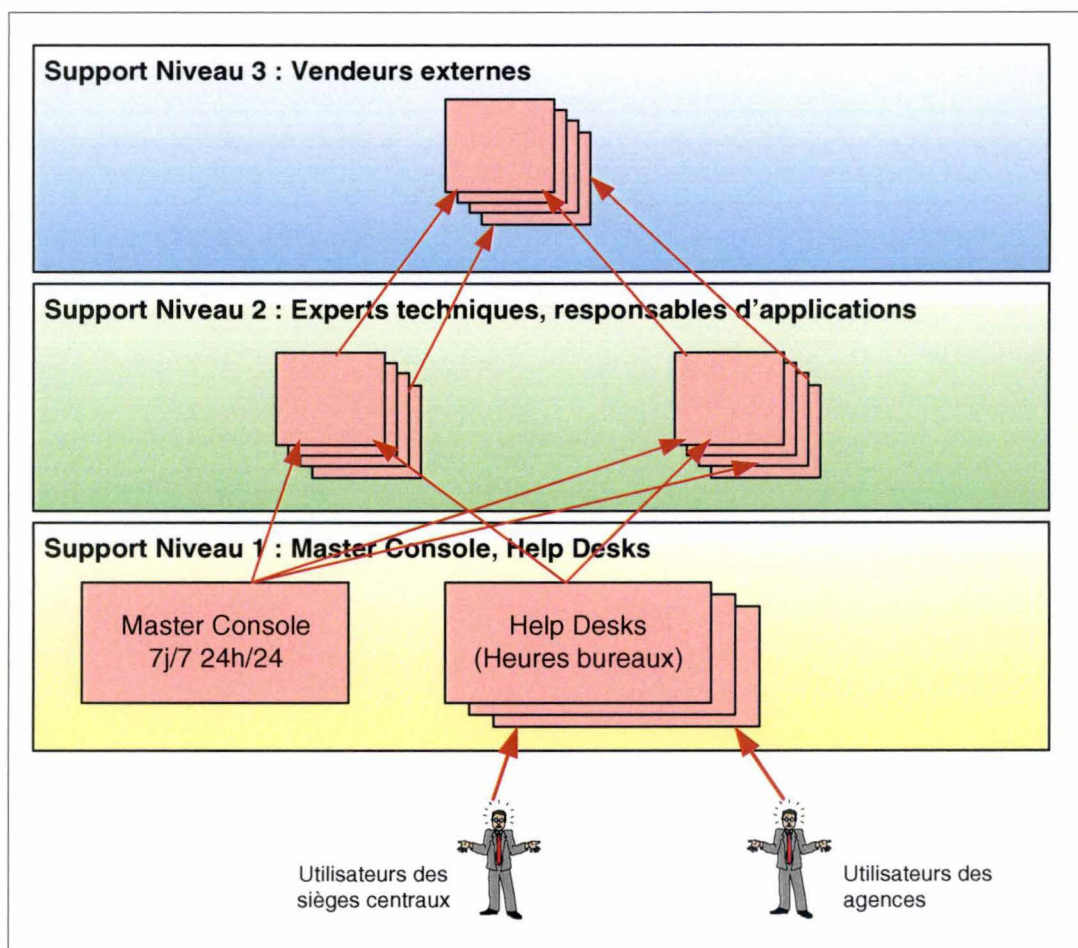 Support Niveau 3 : Vendeurs externes
Support Niveau 2 : Experts techniques, responsables d'applications
Support Niveau 1 : Master Console, Help Desks
Master Console
7j/7 24h/24
Help Desks
(Heures bureaux)
Utilisateurs des
sièges centraux
Utilisateurs des
agences